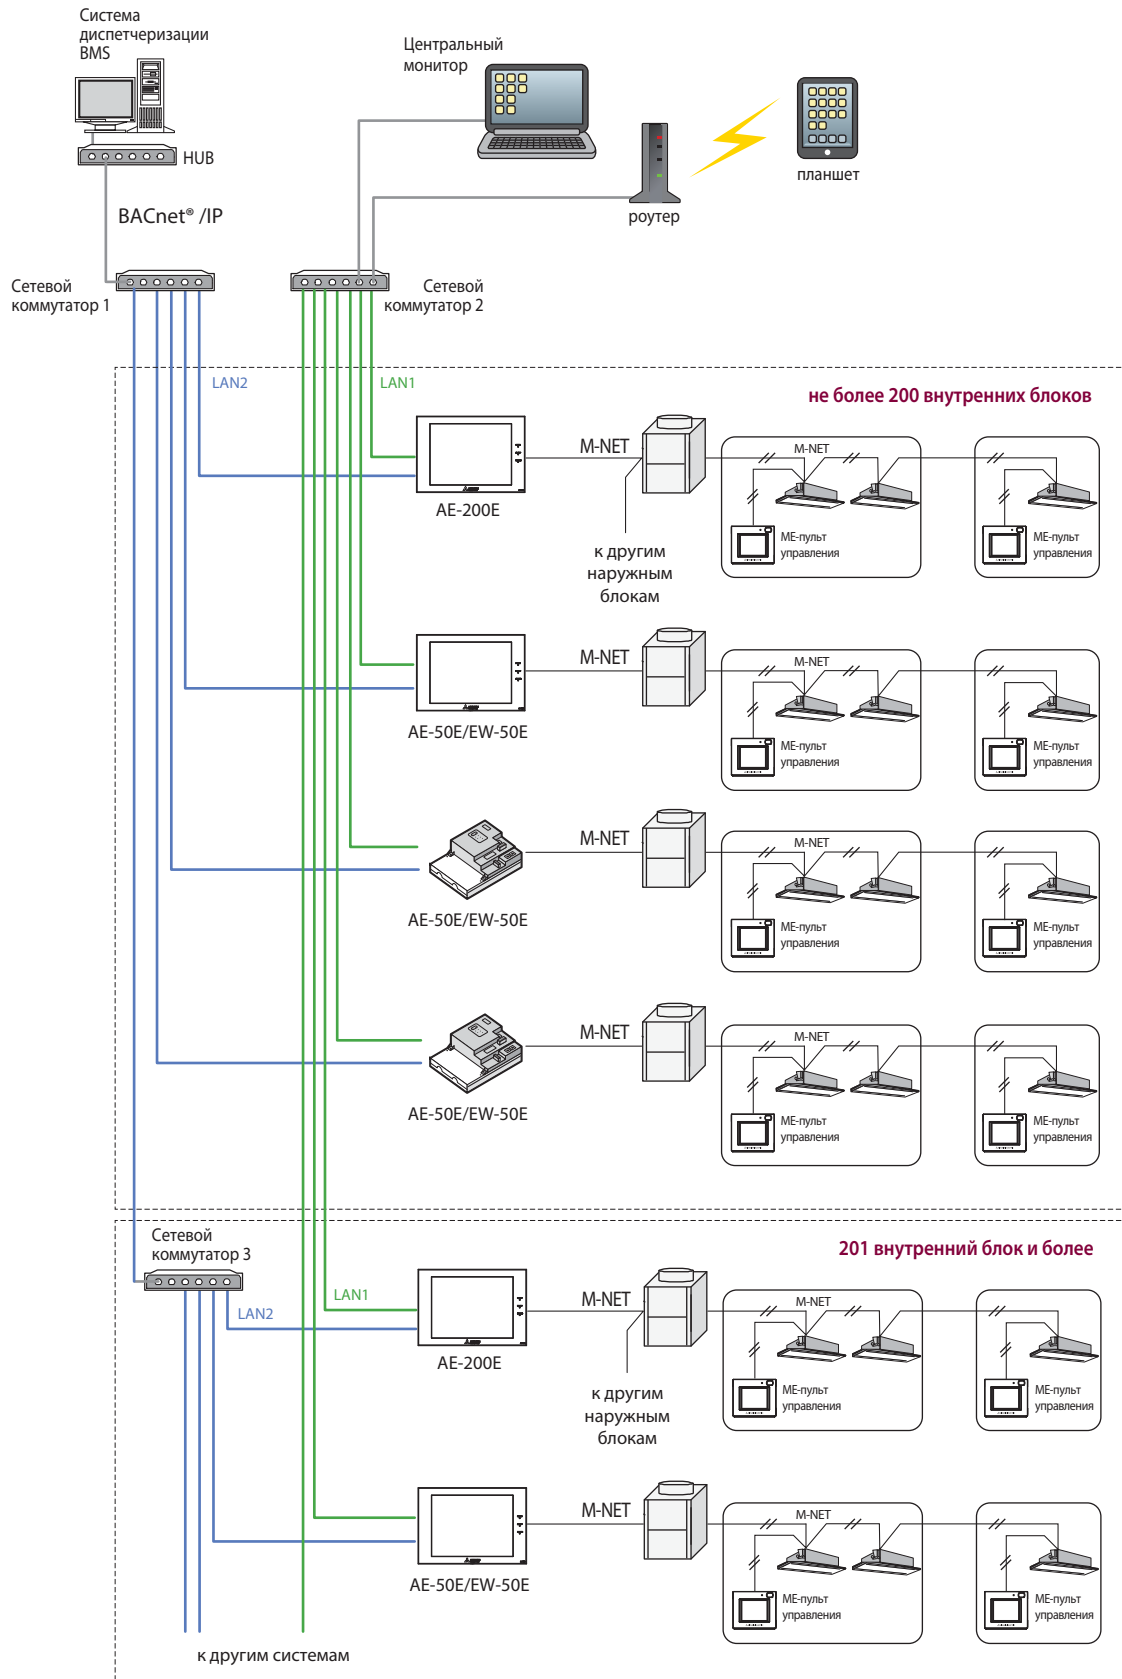 Система
диспетчеризации
BMS
HUB
Центральный
монитор
роутер
планшет
BACnet® /IP
Сетевой
коммутатор 1
Сетевой
коммутатор 2
LAN2
LAN1
не более 200 внутренних блоков
AE-200E
M-NET
к другим
наружным
блокам
M-NET
ME-пульт
управления
ME-пульт
управления
AE-50E/EW-50E
M-NET
M-NET
ME-пульт
управления
ME-пульт
управления
AE-50E/EW-50E
M-NET
M-NET
ME-пульт
управления
ME-пульт
управления
AE-50E/EW-50E
M-NET
M-NET
ME-пульт
управления
ME-пульт
управления
Сетевой
коммутатор 3
201 внутренний блок и более
LAN1
LAN2
AE-200E
M-NET
к другим
наружным
блокам
M-NET
ME-пульт
управления
ME-пульт
управления
AE-50E/EW-50E
M-NET
M-NET
ME-пульт
управления
ME-пульт
управления
к другим системам